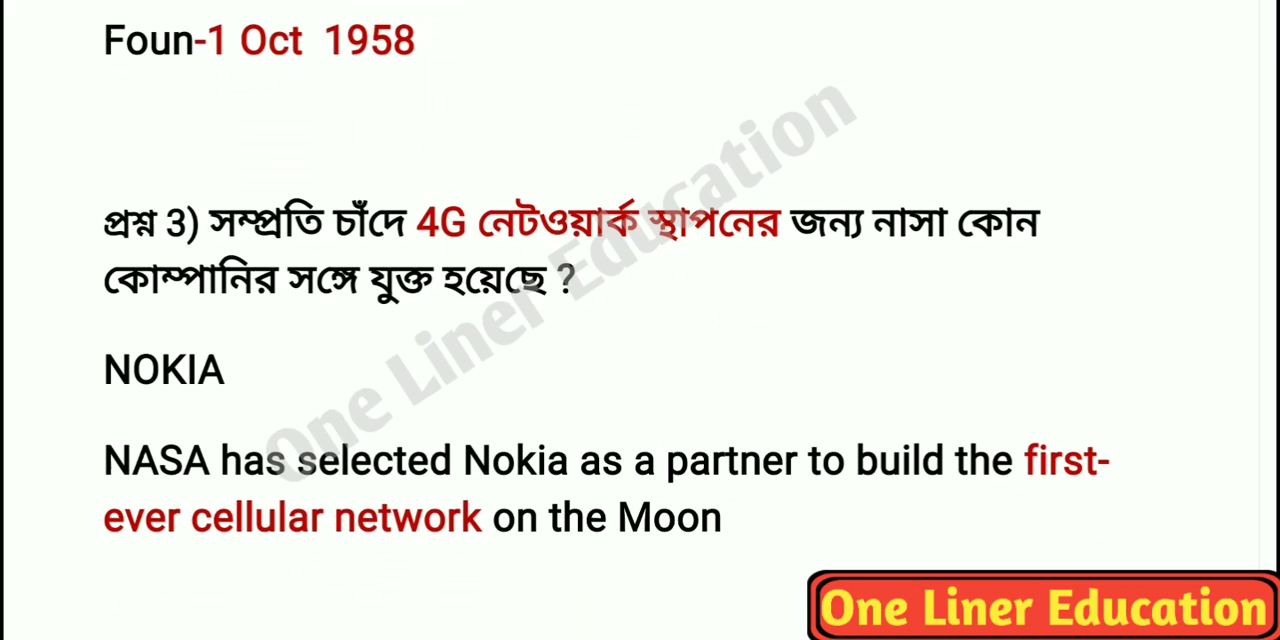 Foun-1 Oct 1958
প্রশ্ন 3) সম্প্রতি চাঁদে 4G নেটওয়ার্ক স্থাপনের জন্য নাসা কোন
কোম্পানির সঙ্গে যুক্ত হয়েছে ?
NOKIA
NASA has selected Nokia as a partner to build the first-
ever cellular network on the Moon
One Liner Education
One Liner Education